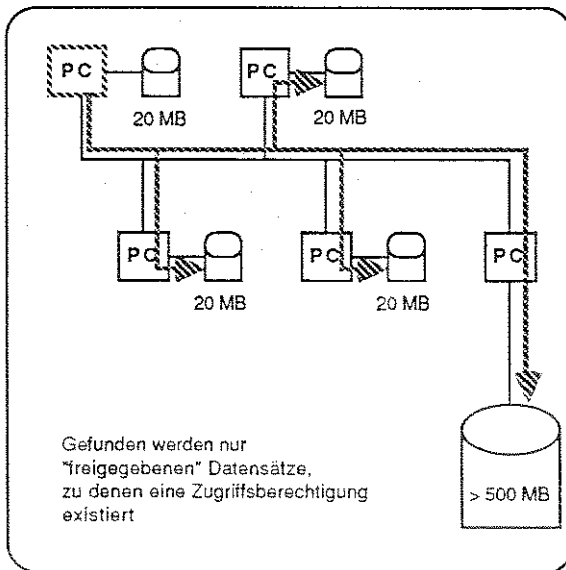 PC
PC
20 MB
20 MB
PC
PC
PC
20 MB
20 MB
Gefunden werden nur
"freigegebenen" Datensätze,
zu denen eine Zugriffsberechtigung
existiert
> 500 MB